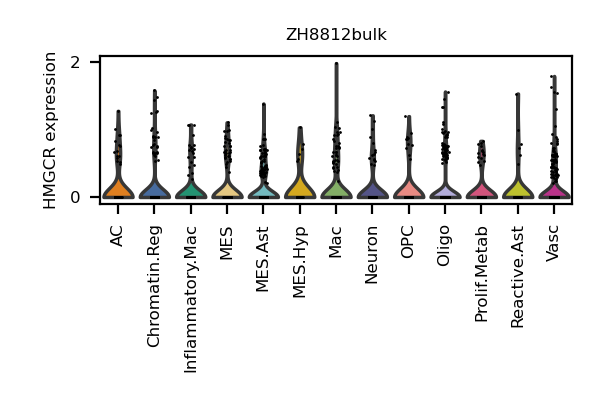 ZH8812bulk
HMGCR expression
2
0
AC
Chromatin.Reg
Inflammatory.Mac
MES
MES.Ast
MES.Hyp
Mac
Neuron
OPC
Oligo
Prolif.Metab
Reactive.Ast
Vasc